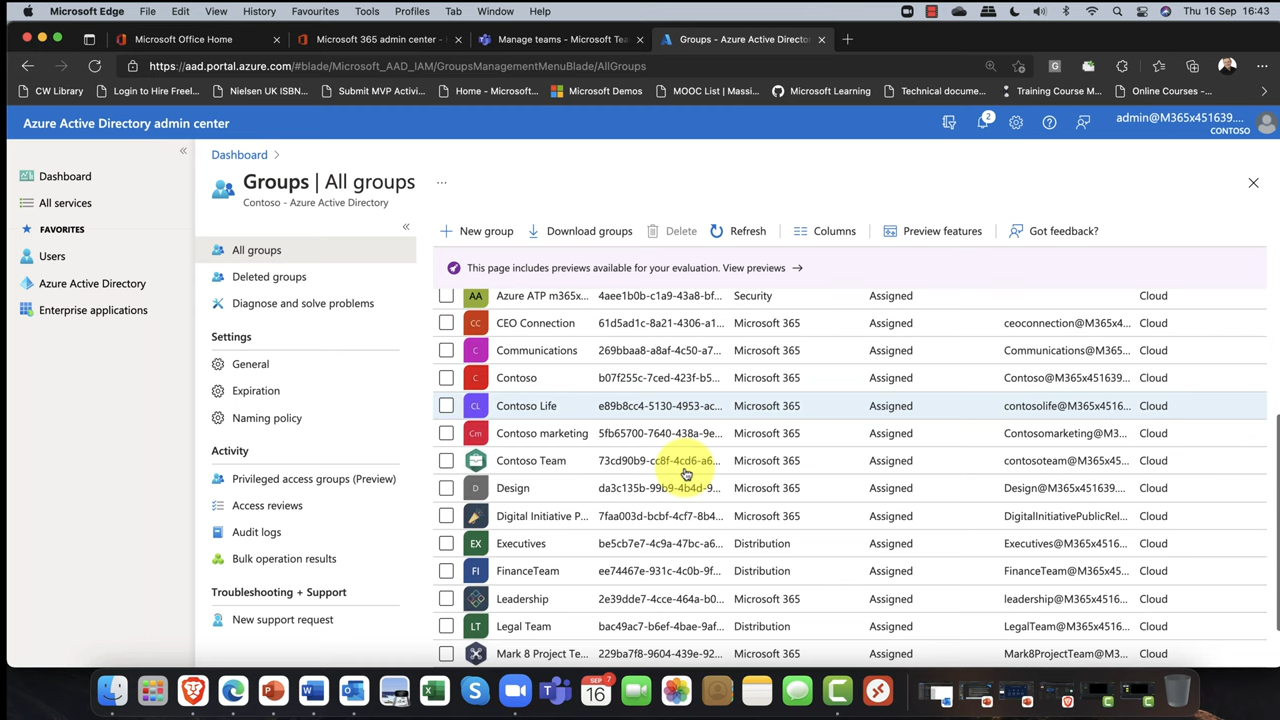 Microsoft Edge File Edit View History Favourites Tools Profiles Tab Window Help Thu 16 Sep 16:43
Microsoft Office Home Microsoft 365 admin center - Manage teams - Microsoft Tea Groups - Azure Active Director
https://aad.portal.azure.com/#blade/Microsoft_AAD_IAM/GroupsManagementMenuBlade/AllGroups
CW Library Login to Hire Freel... Nielsen UK ISBN... Submit MVP Activi... Home - Microsoft... Microsoft Demos MOOC List | Massi... Microsoft Learning Technical docume... Training Course M... Online Courses -...
Azure Active Directory admin center 2 admin@M365x451639....
CONTOSO
Dashboard
All services
FAVORITES
Users
Azure Active Directory
Enterprise applications
Dashboard
Groups | All groups ...
Contoso - Azure Active Directory
All groups
Deleted groups
Diagnose and solve problems
Settings
General
Expiration
Naming policy
Activity
Privileged access groups (Preview)
Access reviews
Audit logs
Bulk operation results
Troubleshooting + Support
New support request
New group Download groups Delete Refresh Columns Preview features Got feedback?
This page includes previews available for your evaluation. View previews →
AA Azure ATP m365x... 4aee1b0b-c1a9-43a8-bf... Security Assigned Cloud
CC CEO Connection 61d5ad1c-8a21-4306-a1... Microsoft 365 Assigned ceoconnection@M365x4... Cloud
C Communications 269bbaa8-a8af-4c50-a7... Microsoft 365 Assigned Communications@M365... Cloud
C Contoso b07f255c-7ced-423f-b5... Microsoft 365 Assigned Contoso@M365x451639... Cloud
CL Contoso Life e89b8cc4-5130-4953-ac... Microsoft 365 Assigned contosolife@M365x4516... Cloud
Cm Contoso marketing 5fb65700-7640-438a-9e... Microsoft 365 Assigned Contosomarketing@M3... Cloud
Contoso Team 73cd90b9-cc8f-4cd6-a6... Microsoft 365 Assigned contosoteam@M365x45... Cloud
D Design da3c135b-99b9-4b4d-9... Microsoft 365 Assigned Design@M365x451639.... Cloud
Digital Initiative P... 7faa003d-bcbf-4cf7-8b4... Microsoft 365 Assigned DigitalInitiativePublicRel... Cloud
EX Executives be5cb7e7-4c9a-47bc-a6... Distribution Assigned Executives@M365x4516... Cloud
FI FinanceTeam ee74467e-931c-4c0b-9f... Distribution Assigned FinanceTeam@M365x45... Cloud
Leadership 2e39dde7-4cce-464a-b0... Microsoft 365 Assigned leadership@M365x4516... Cloud
LT Legal Team bac49ac7-b6ef-4bae-9af... Distribution Assigned LegalTeam@M365x4516... Cloud
Mark 8 Project Te... 229ba7f8-9604-439e-92... Microsoft 365 Assigned Mark8ProjectTeam@M3... Cloud
SEP 7
16